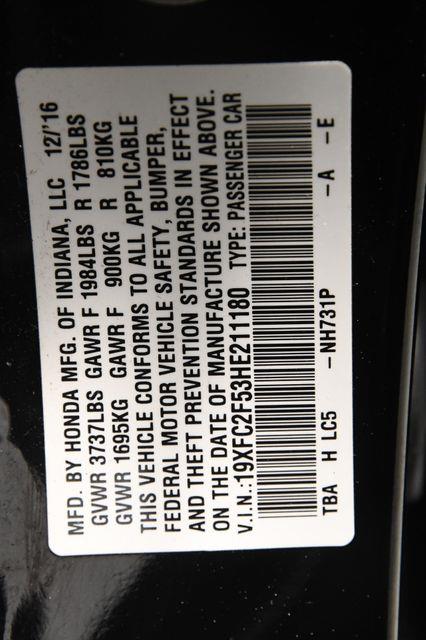 MFD. BY HONDA MFG. OF INDIANA, LLC 12/'16
GVWR 3737LBS GAWR F 1984LBS R 1786LBS
GVWR 1695KG GAWR F 900KG R 810KG
THIS VEHICLE CONFORMS TO ALL APPLICABLE
FEDERAL MOTOR VEHICLE SAFETY, BUMPER,
AND THEFT PREVENTION STANDARDS IN EFFECT
ON THE DATE OF MANUFACTURE SHOWN ABOVE.
V.I.N.:19XFC2F53HE211180 TYPE: PASSENGER CAR
TBA H LC5 -NH731P -A -E